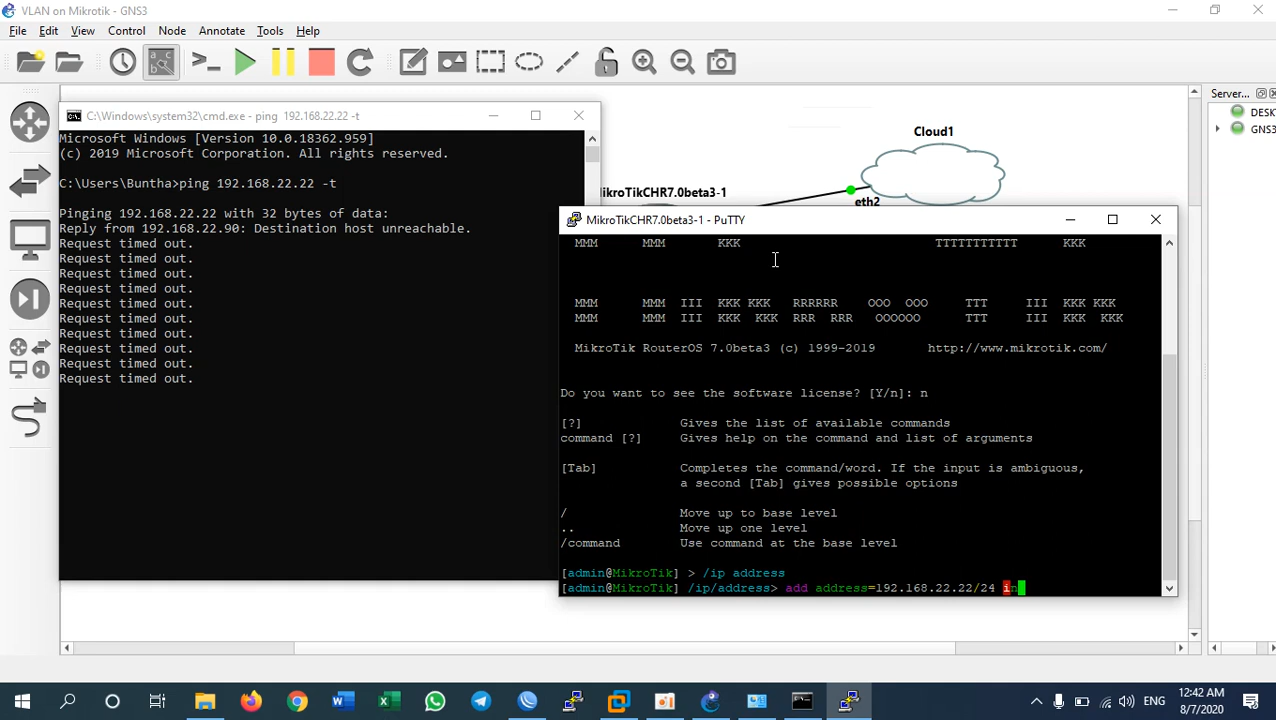 VLAN on Mikrotik - GNS3
File Edit View Control Node Annotate Tools Help
C:\Windows\system32\cmd.exe - ping 192.168.22.22 -t
Microsoft Windows [Version 10.0.18362.959]
(c) 2019 Microsoft Corporation. All rights reserved.
C:\Users\Buntha>ping 192.168.22.22 -t
Pinging 192.168.22.22 with 32 bytes of data:
Reply from 192.168.22.90: Destination host unreachable.
Request timed out.
Request timed out.
Request timed out.
Request timed out.
Request timed out.
Request timed out.
Request timed out.
Request timed out.
Request timed out.
ikroTikCHR7.0beta3-1
Cloud1
eth2
Server...
DESK
GNS3
MikroTikCHR7.0beta3-1 - PuTTY
MMM MMM KKK TTTTTTTTTTT KKK
MMM MMM III KKK KKK RRRRRR OOO OOO TTT III KKK KKK
MMM MMM III KKK KKK RRR RRR OOOOOO TTT III KKK KKK
MikroTik RouterOS 7.0beta3 (c) 1999-2019 http://www.mikrotik.com/
Do you want to see the software license? [Y/n]: n
[?] Gives the list of available commands
command [?] Gives help on the command and list of arguments
[Tab] Completes the command/word. If the input is ambiguous,
a second [Tab] gives possible options
/ Move up to base level
.. Move up one level
/command Use command at the base level
[admin@MikroTik] > /ip address
[admin@MikroTik] /ip/address> add address=192.168.22.22/24 in
ENG
12:42 AM
8/7/2020